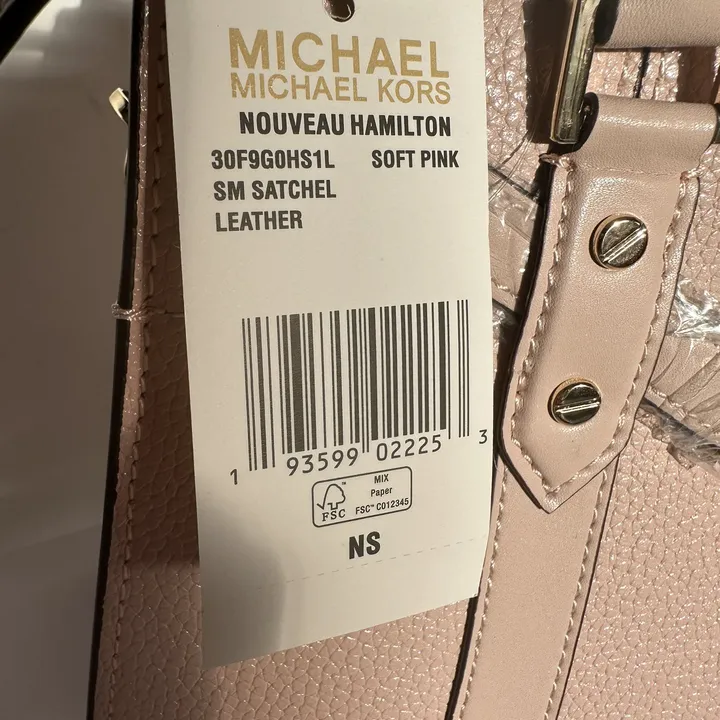 MICHAEL
MICHAEL KORS
NOUVEAU HAMILTON
30F9G0HS1L SOFT PINK
SM SATCHEL
LEATHER
1 93599 02225 3
FSC™
MIX
Paper
FSC™ C012345
NS